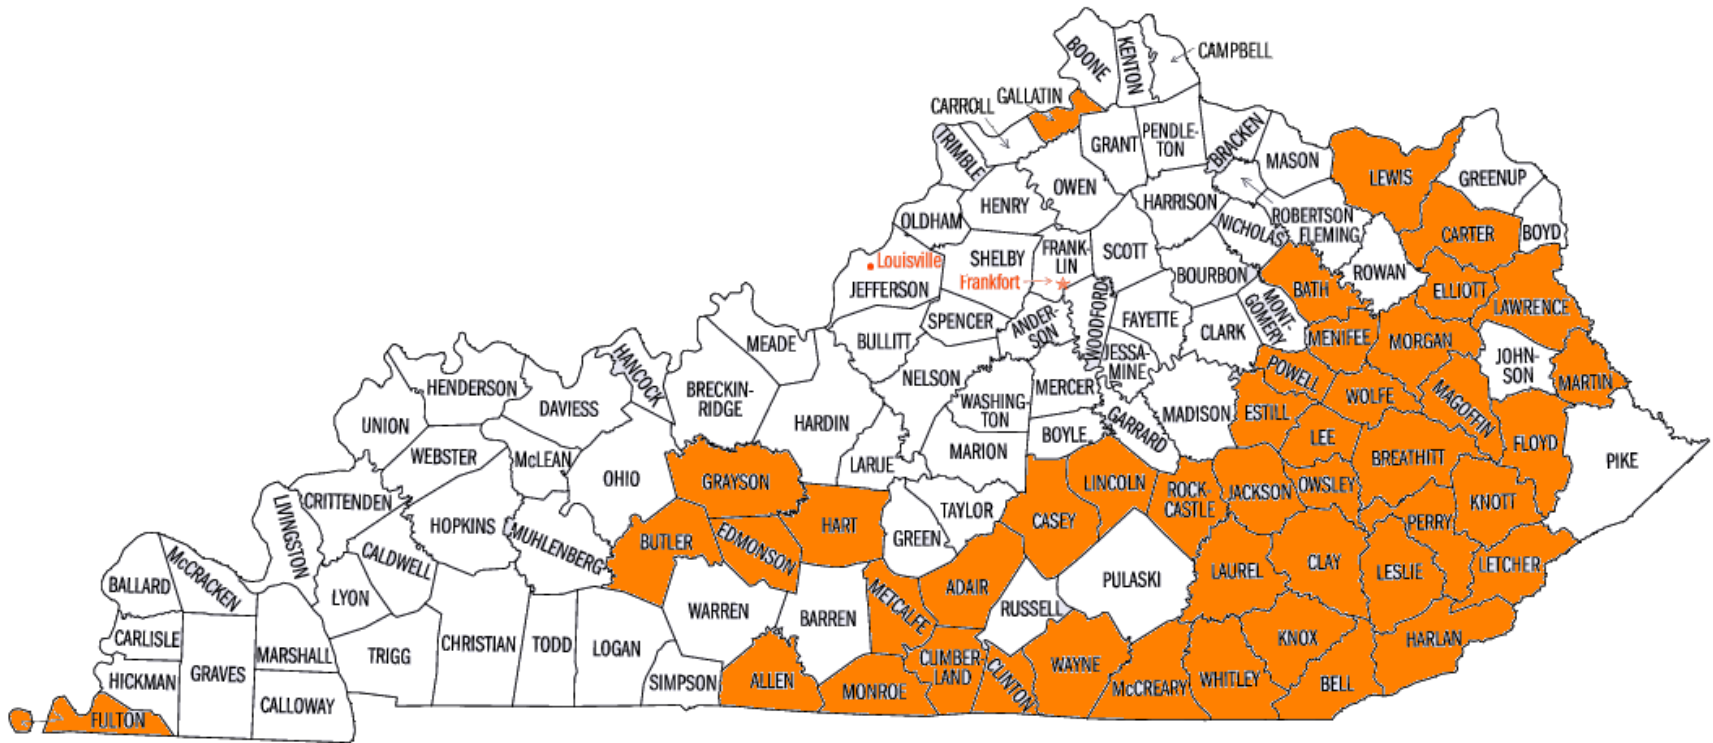 BOONE
KENTON
CAMPBELL
CARROLL
GALLATIN
TRIMBLE
GRANT
PENDLE-
TON
BRACKEN
MASON
LEWIS
GREENUP
OWEN
HENRY
HARRISON
ROBERTSON
NICHOLAS
FLEMING
OLDHAM
CARTER
BOYD
SHELBY
FRANK-
LIN
SCOTT
BOURBON
ROWAN
Louisville
Frankfort
JEFFERSON
BATH
ELLIOTT
LAWRENCE
SPENCER
ANDER-
SON
WOODFORD
FAYETTE
CLARK
MONT-
GOMERY
MENIFEE
MORGAN
JOHN-
SON
BULLITT
MEADE
JESSA-
MINE
HANCOCK
HENDERSON
DAVIESS
BRECKIN-
RIDGE
NELSON
MERCER
WASHING-
TON
POWELL
WOLFE
MAGOFFIN
MARTIN
UNION
HARDIN
MADISON
ESTILL
GARRARD
BOYLE
LEE
FLOYD
WEBSTER
McLEAN
OHIO
LARUE
MARION
BREATHITT
PIKE
GRAYSON
LINCOLN
ROCK-
CASTLE
JACKSON
OWSLEY
LIVINGSTON
CRITTENDEN
HOPKINS
MUHLENBERG
HART
TAYLOR
GREEN
CASEY
PERRY
KNOTT
BUTLER
EDMONSON
CALDWELL
McCRACKEN
BALLARD
LYON
WARREN
BARREN
METCALFE
ADAIR
RUSSELL
PULASKI
LAUREL
CLAY
LESLIE
LETCHER
CARLISLE
GRAVES
MARSHALL
TRIGG
CHRISTIAN
TODD
LOGAN
KNOX
HARLAN
HICKMAN
CALLOWAY
SIMPSON
ALLEN
MONROE
CUMBER-
LAND
CLINTON
WAYNE
McCREARY
WHITLEY
BELL
FULTON